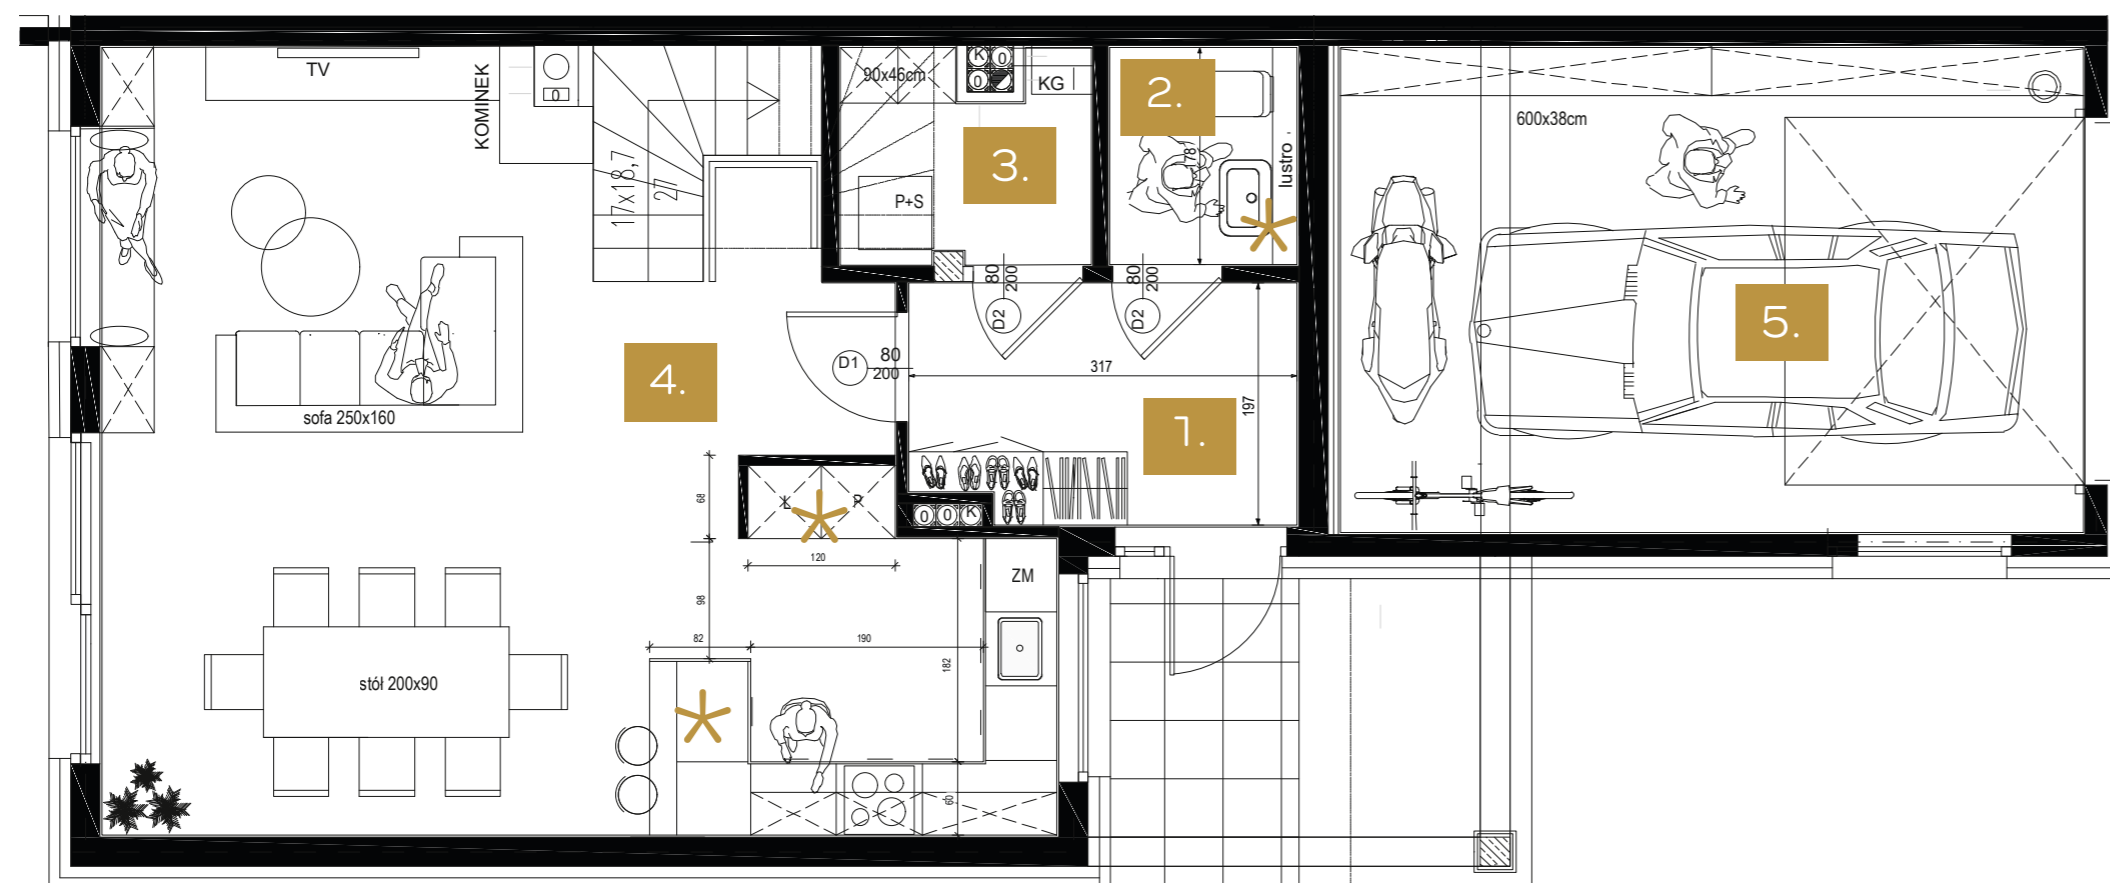 TV
KOMINEK
0
17x18,7
27
90x46cm
K 0
0
KG
2.
3.
P+S
178
lustro
600x38cm
80
200
D2
80
200
D2
5.
4.
D1
80
200
317
197
1.
sofa 250x160
68
L
P
0 0 K
120
ZM
98
82
190
182
stół 200x90
60